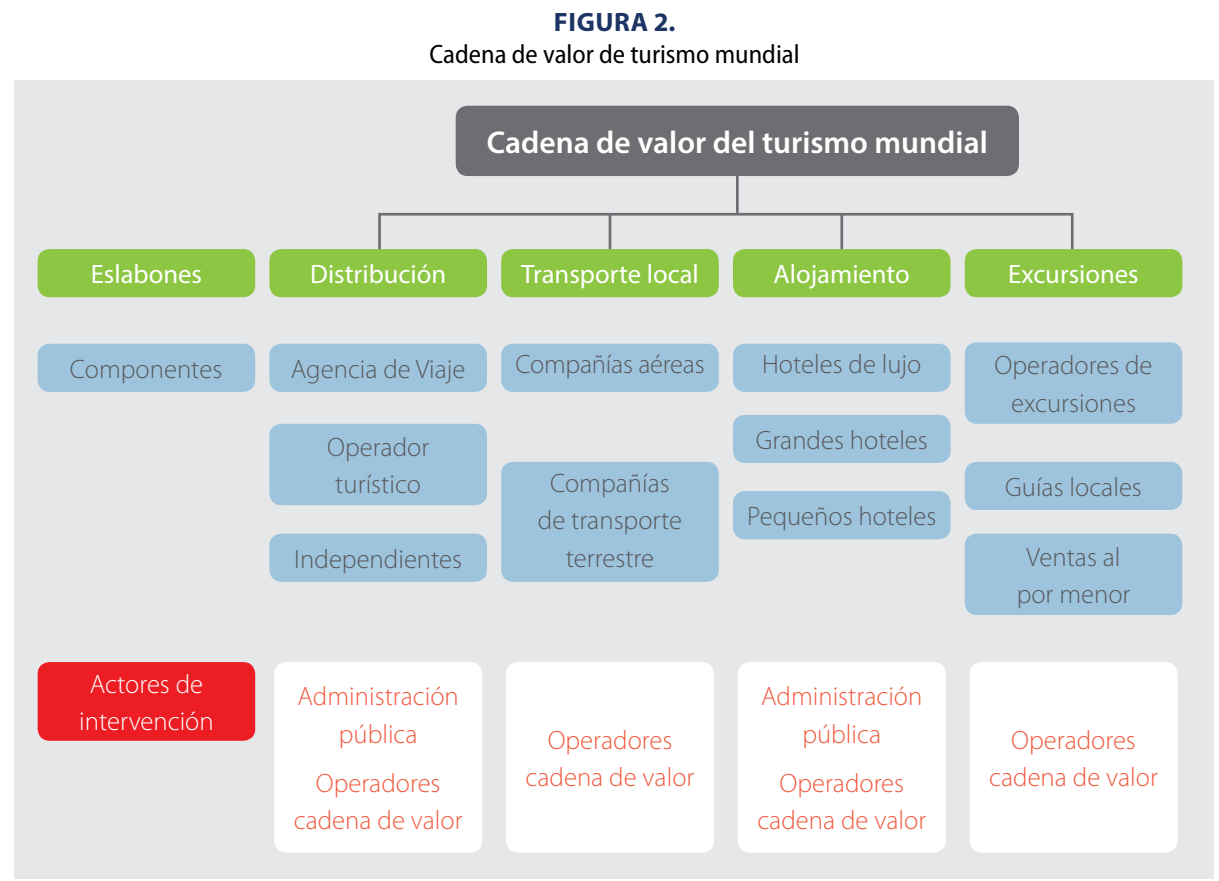 FIGURA 2.
Cadena de valor de turismo mundial
Cadena de valor del turismo mundial
Eslabones
Distribución
Transporte local
Alojamiento
Excursiones
Componentes
Agencia de Viaje
Operador
turístico
Independientes
Compañías aéreas
Compañías
de transporte
terrestre
Hoteles de lujo
Grandes hoteles
Pequeños hoteles
Operadores de
excursiones
Guías locales
Ventas al
por menor
Actores de
intervención
Administración
pública
Operadores
cadena de valor
Operadores
cadena de valor
Administración
pública
Operadores
cadena de valor
Operadores
cadena de valor